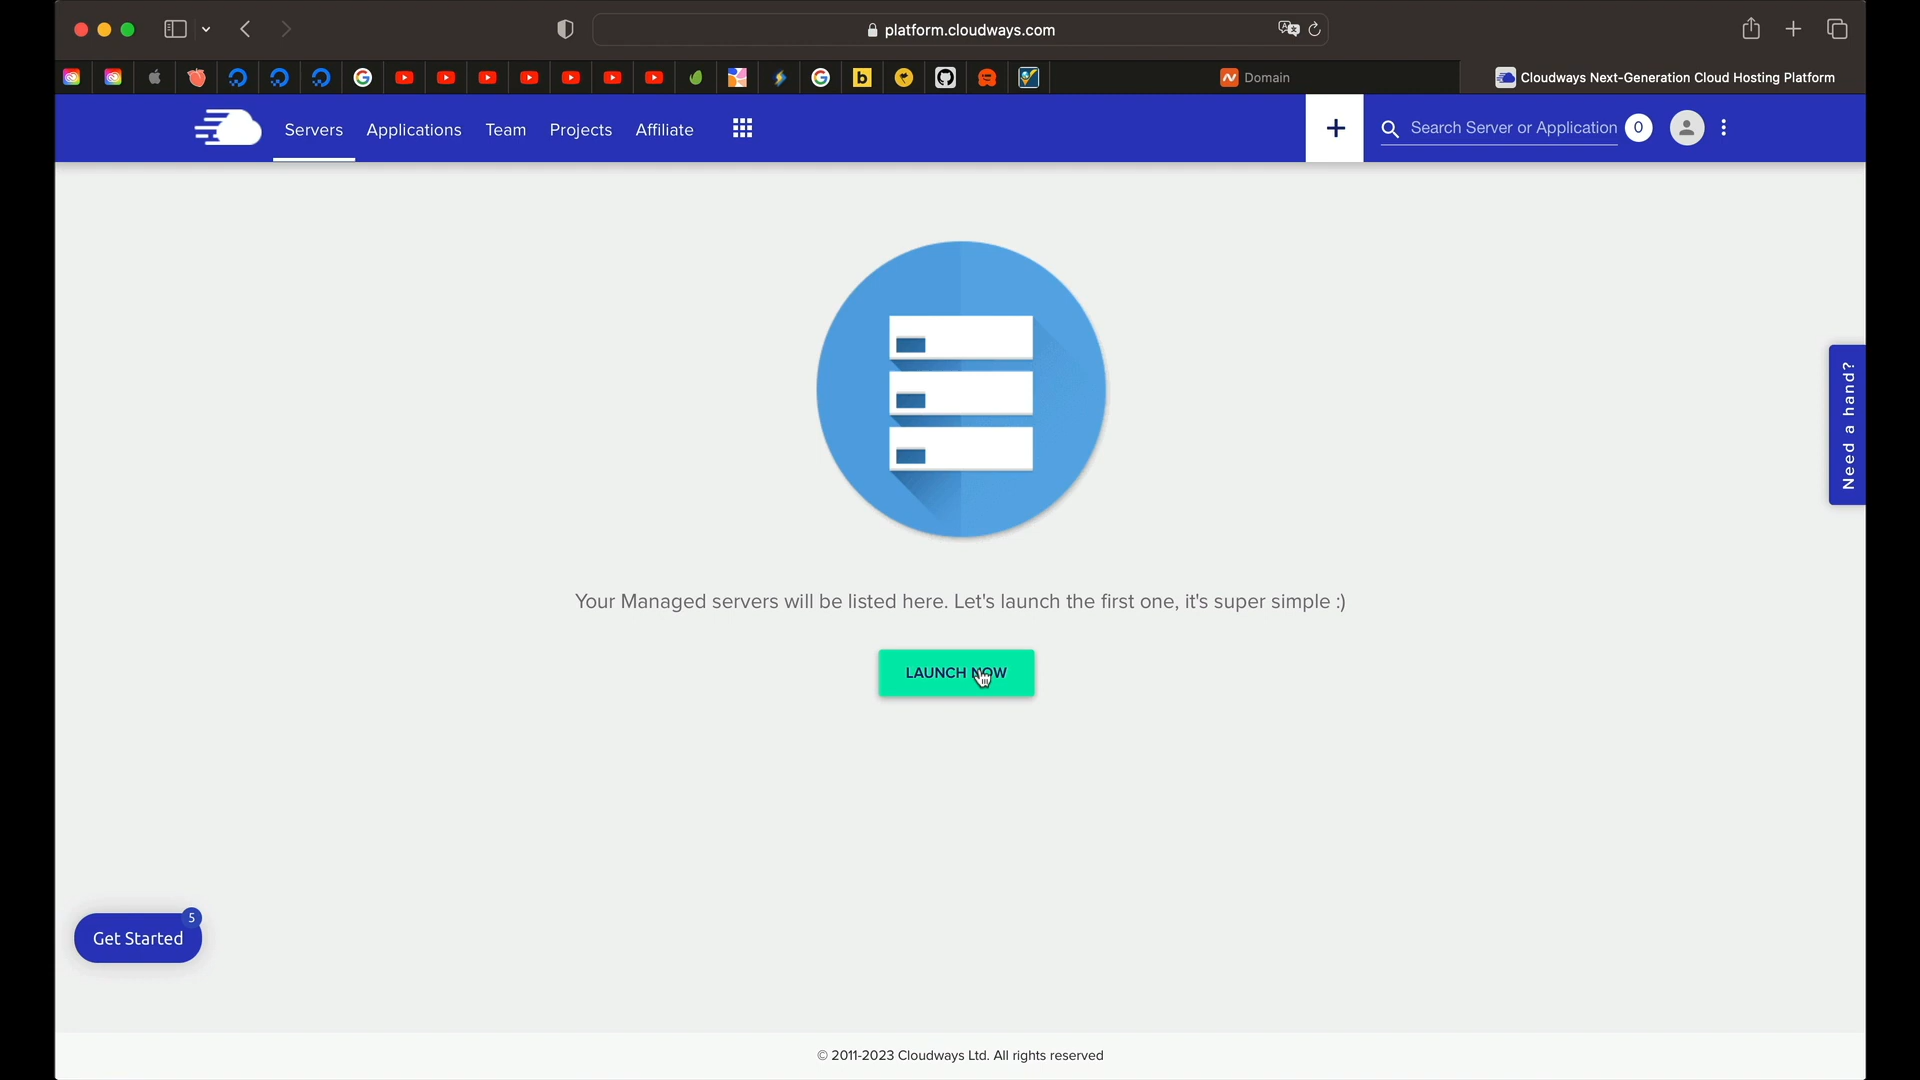 platform.cloudways.com
Domain
Cloudways Next-Generation Cloud Hosting Platform
Servers
Applications
Team
Projects
Affiliate
+
Search Server or Application
0
Need a hand?
Your Managed servers will be listed here. Let's launch the first one, it's super simple :)
LAUNCH NOW
5
Get Started
© 2011-2023 Cloudways Ltd. All rights reserved